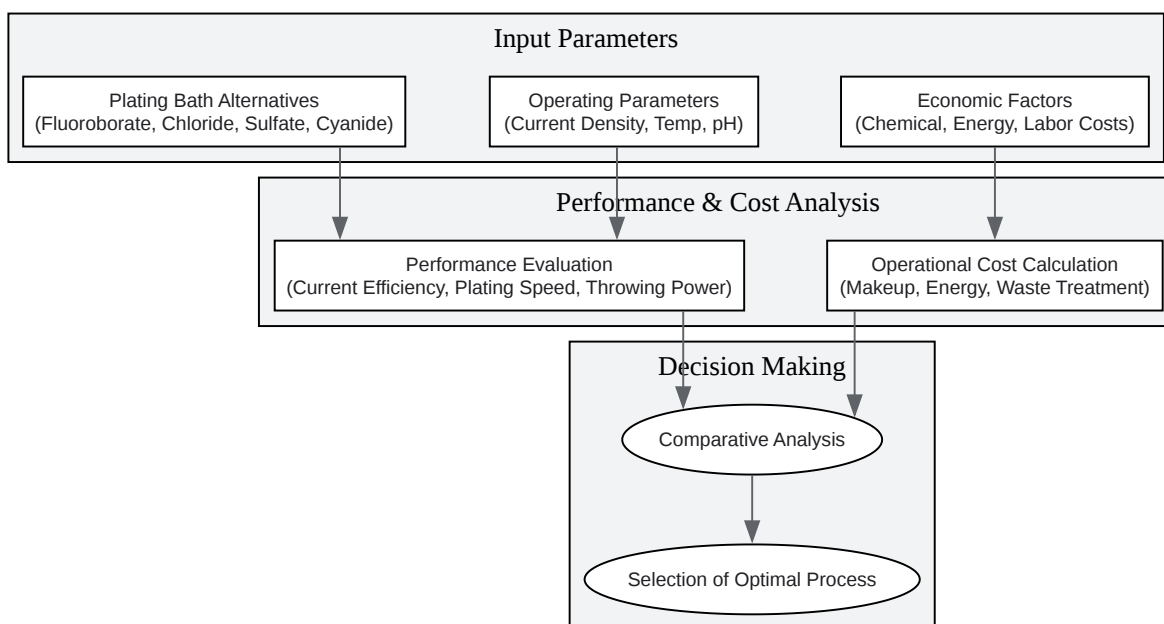 Input Parameters
Plating Bath Alternatives
(Fluoroborate, Chloride, Sulfate, Cyanide)
Operating Parameters
(Current Density, Temp, pH)
Economic Factors
(Chemical, Energy, Labor Costs)
Performance & Cost Analysis
Performance Evaluation
(Current Efficiency, Plating Speed, Throwing Power)
Operational Cost Calculation
(Makeup, Energy, Waste Treatment)
Decision Making
Comparative Analysis
Selection of Optimal Process